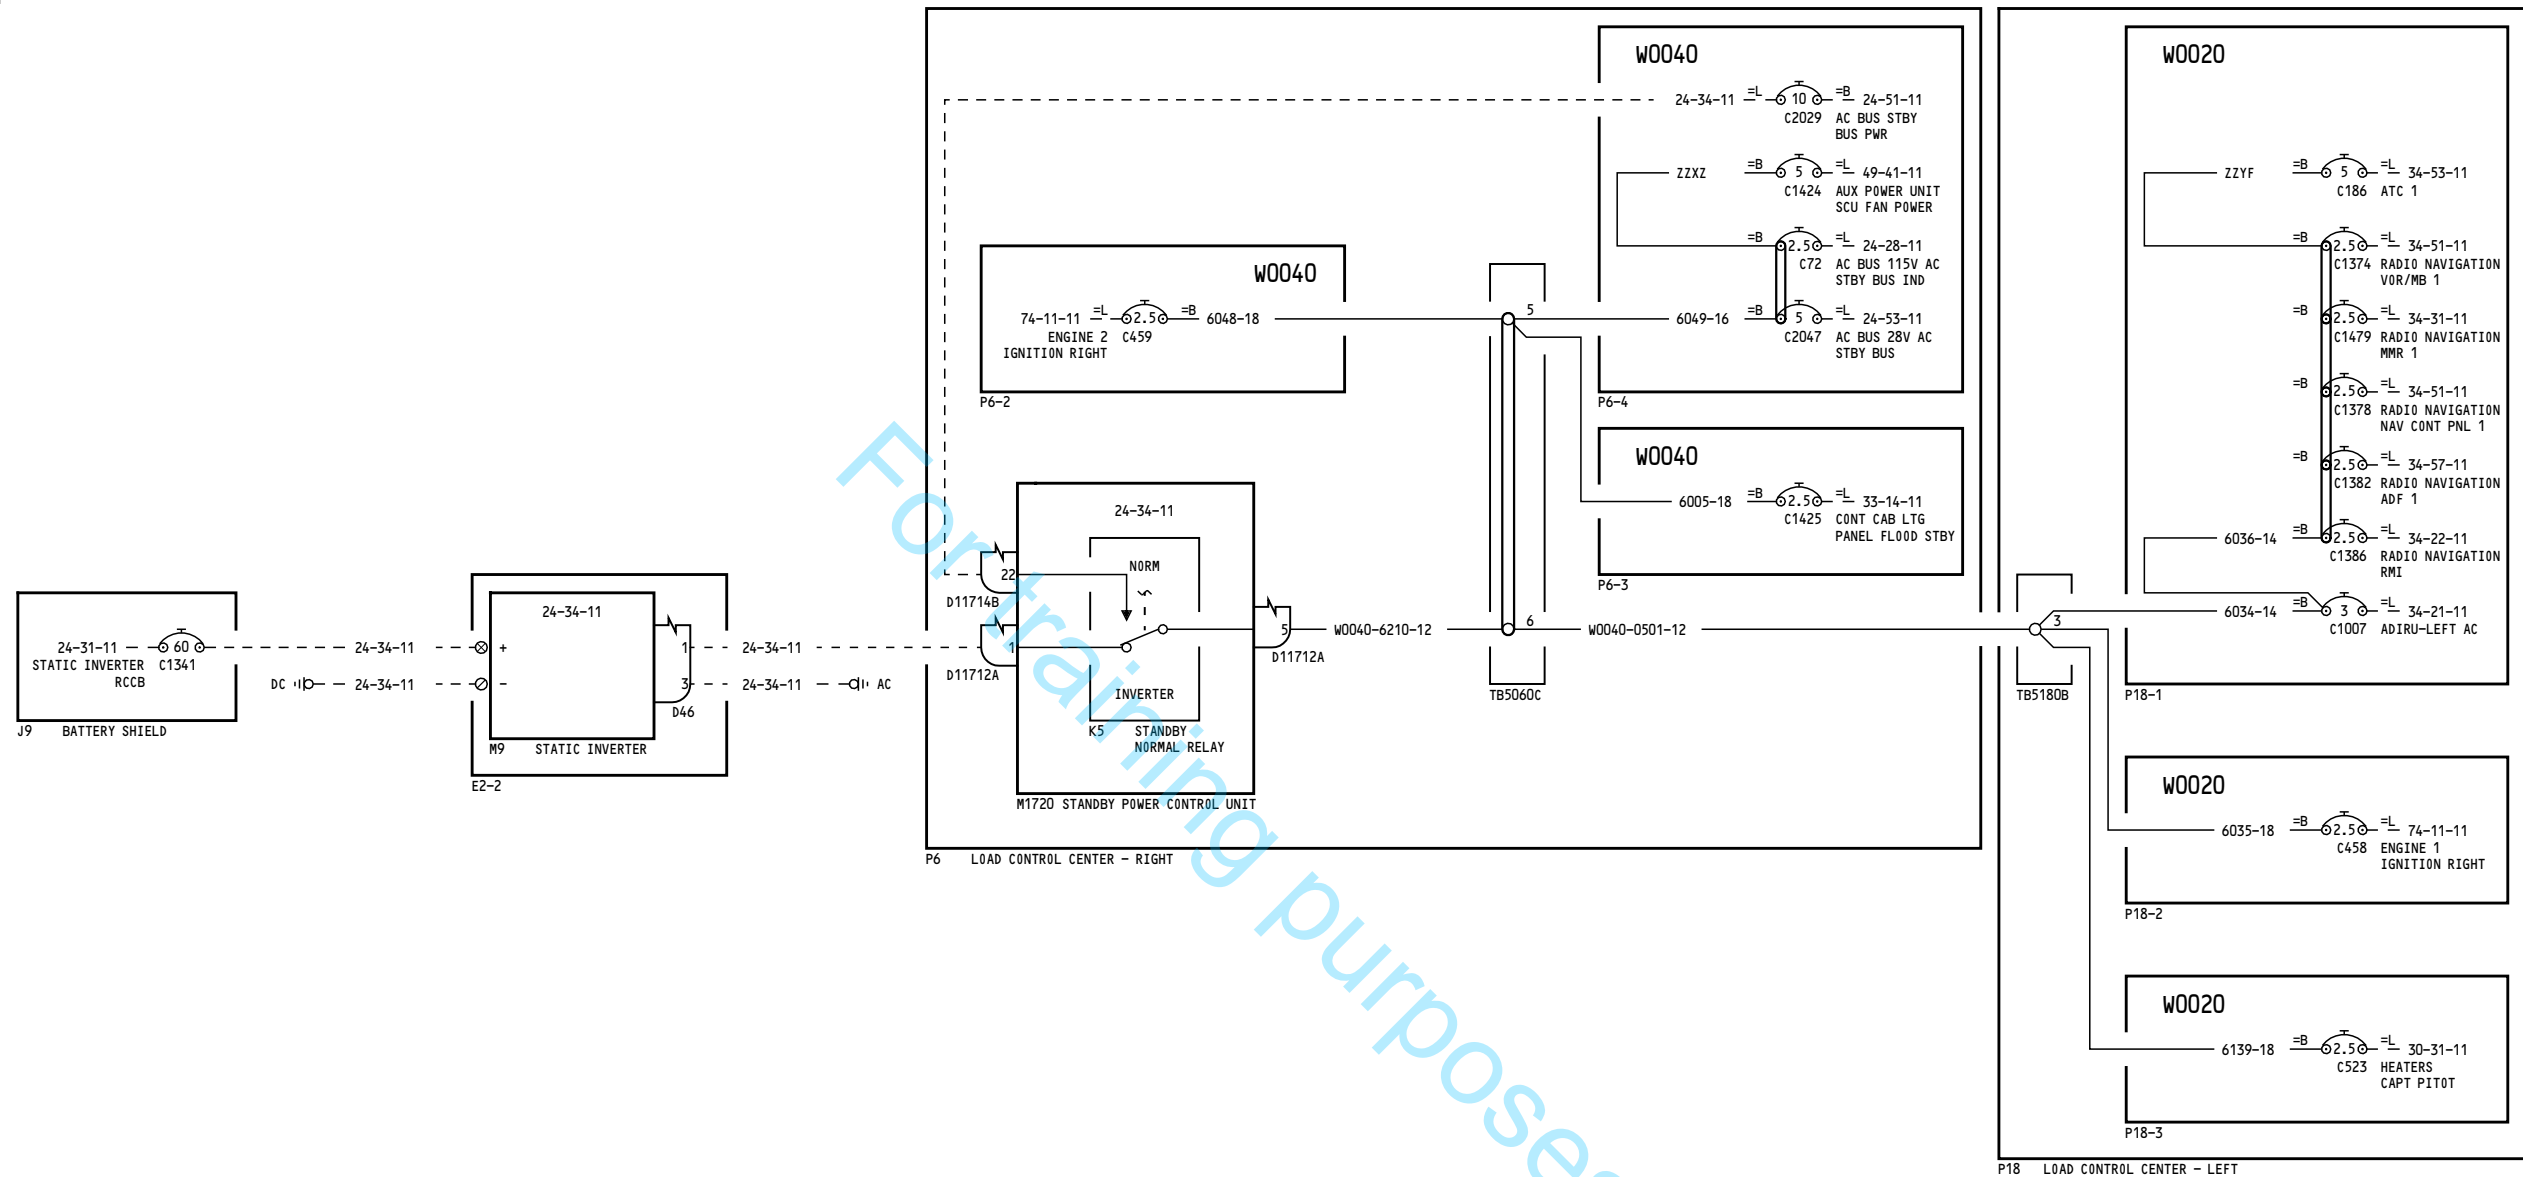 J9 BATTERY SHIELD
24-31-11 60
STATIC INVERTER C1341
RCCB
24-34-11
DC 24-34-11
24-34-11
+
-
1
3
D46
M9 STATIC INVERTER
E2-2
24-34-11
24-34-11 AC
P6 LOAD CONTROL CENTER - RIGHT
W0040
74-11-11 =L 2.5 =B 6048-18
ENGINE 2 C459
IGNITION RIGHT
P6-2
24-34-11
NORM
22
D11714B
1
D11712A
INVERTER
K5 STANDBY
NORMAL RELAY
M1720 STANDBY POWER CONTROL UNIT
5
D11712A
W0040-6210-12
5
6
TB5060C
W0040-0501-12
W0040
24-34-11 =L 10 =B 24-51-11
C2029 AC BUS STBY
BUS PWR
ZZXZ =B 5 =L 49-41-11
C1424 AUX POWER UNIT
SCU FAN POWER
=B 2.5 =L 24-28-11
C72 AC BUS 115V AC
STBY BUS IND
6049-16 =B 5 =L 24-53-11
C2047 AC BUS 28V AC
STBY BUS
P6-4
W0040
6005-18 =B 2.5 =L 33-14-11
C1425 CONT CAB LTG
PANEL FLOOD STBY
P6-3
3
TB5180B
W0020
ZZYF =B 5 =L 34-53-11
C186 ATC 1
=B 2.5 =L 34-51-11
C1374 RADIO NAVIGATION
VOR/MB 1
=B 2.5 =L 34-31-11
C1479 RADIO NAVIGATION
MMR 1
=B 2.5 =L 34-51-11
C1378 RADIO NAVIGATION
NAV CONT PNL 1
=B 2.5 =L 34-57-11
C1382 RADIO NAVIGATION
ADF 1
6036-14 =B 2.5 =L 34-22-11
C1386 RADIO NAVIGATION
RMI
6034-14 =B 3 =L 34-21-11
C1007 ADIRU-LEFT AC
P18-1
W0020
6035-18 =B 2.5 =L 74-11-11
C458 ENGINE 1
IGNITION RIGHT
P18-2
W0020
6139-18 =B 2.5 =L 30-31-11
C523 HEATERS
CAPT PITOT
P18-3
P18 LOAD CONTROL CENTER - LEFT
For training purposes